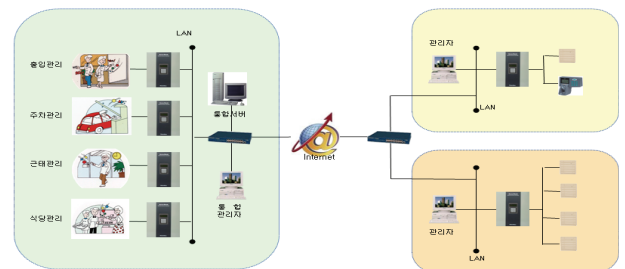 LAN
출입관리
주차관리
근태관리
식당관리
통합서버
통 합
관리자
Internet
관리자
LAN
관리자
LAN